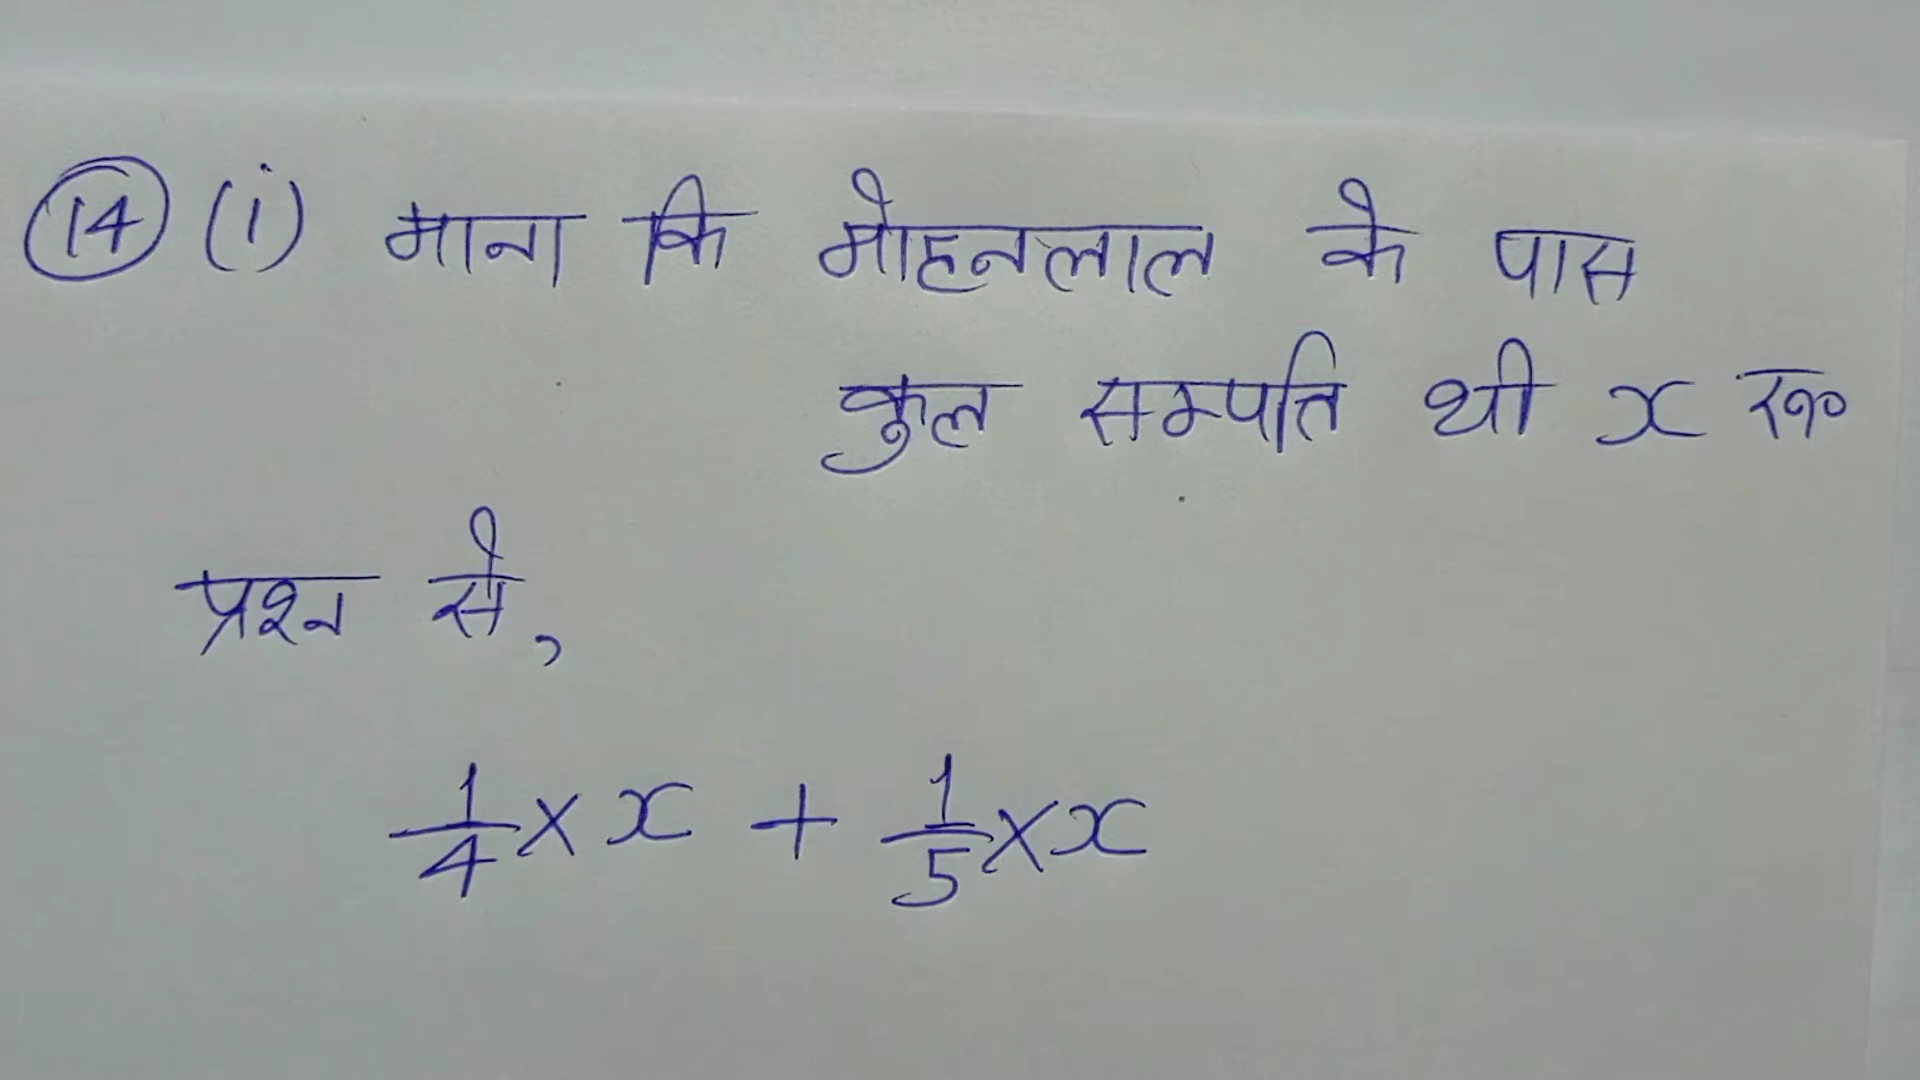 14 (i) माना कि मोहनलाल के पास
कुल सम्पति थी x रू०
प्रश्न से,
1/4 × x + 1/5 × x